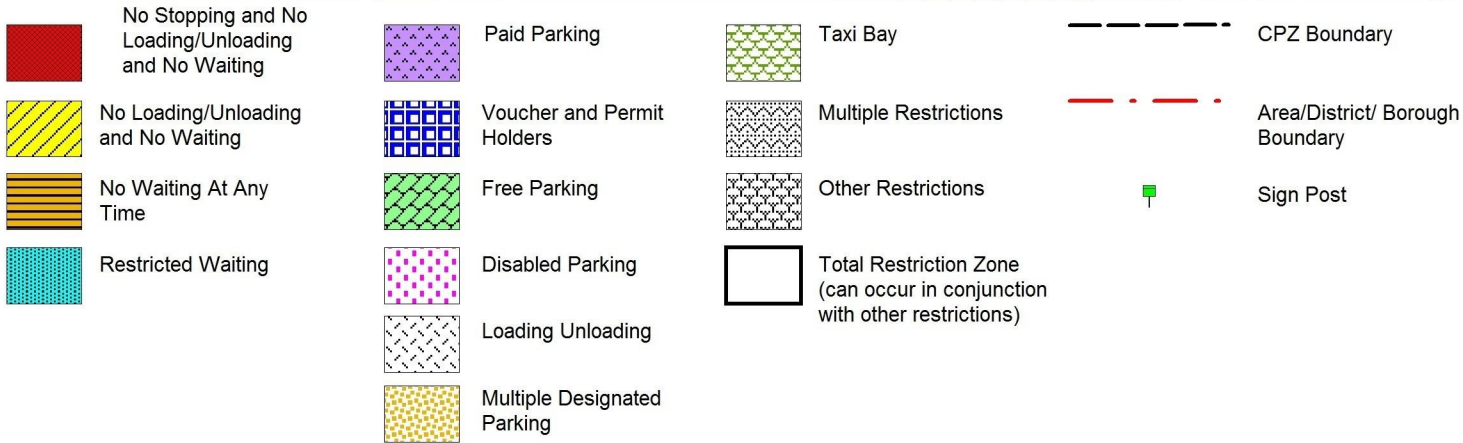 No Stopping and No
Loading/Unloading
and No Waiting
No Loading/Unloading
and No Waiting
No Waiting At Any
Time
Restricted Waiting
Paid Parking
Voucher and Permit
Holders
Free Parking
Disabled Parking
Loading Unloading
Multiple Designated
Parking
Taxi Bay
Multiple Restrictions
Other Restrictions
Total Restriction Zone
(can occur in conjunction
with other restrictions)
CPZ Boundary
Area/District/ Borough
Boundary
Sign Post